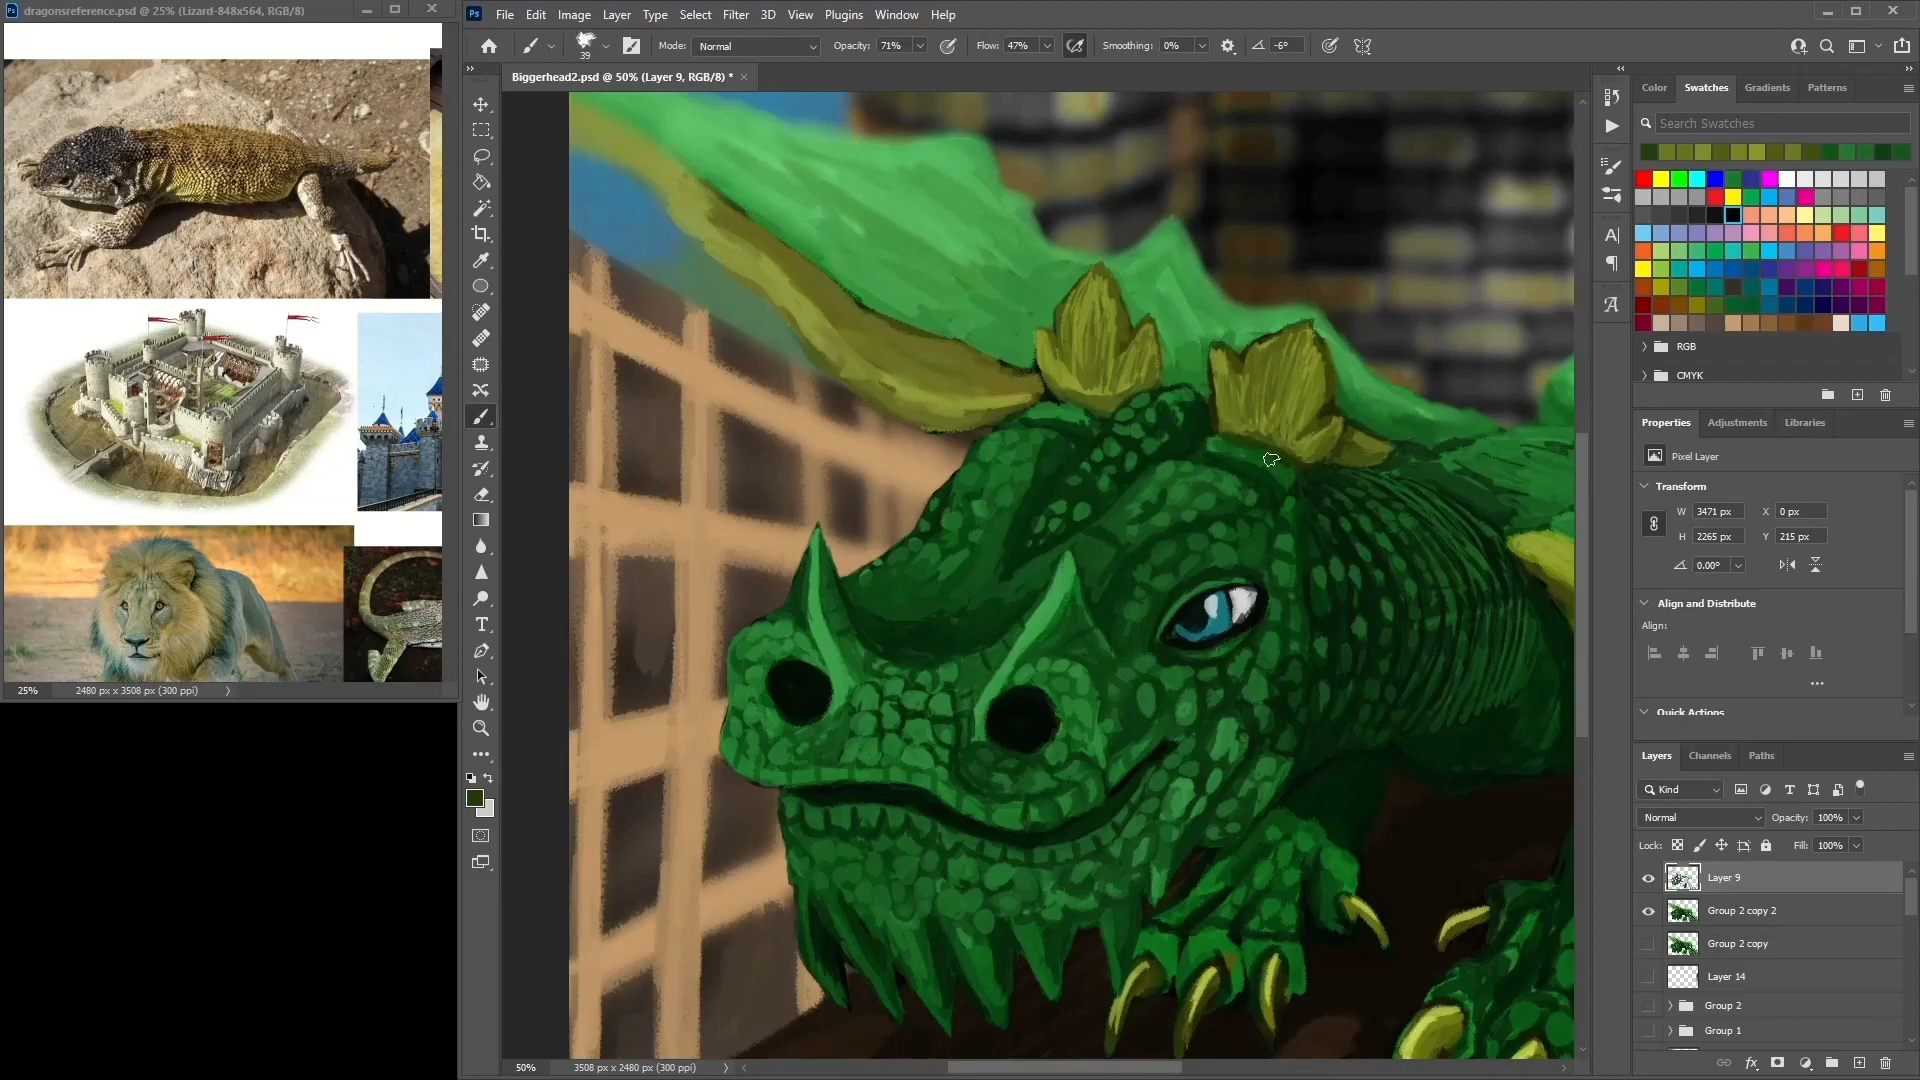 dragonsreference.psd @ 25% (Lizard-848x564, RGB/8)
File Edit Image Layer Type Select Filter 3D View Plugins Window Help
39 Mode: Normal Opacity: 71% Flow: 47% Smoothing: 0% -6°
Biggerhead2.psd @ 50% (Layer 9, RGB/8) *
Color Swatches Gradients Patterns
Search Swatches
RGB
CMYK
Properties Adjustments Libraries
Pixel Layer
Transform
W 3471 px X 0 px
H 2265 px Y 215 px
0.00°
Align and Distribute
Align:
Quick Actions
25% 2480 px x 3508 px (300 ppi)
Layers Channels Paths
Kind
Normal Opacity: 100%
Lock: Fill: 100%
Layer 9
Group 2 copy 2
Group 2 copy
Layer 14
Group 2
Group 1
50% 3508 px x 2480 px (300 ppi)